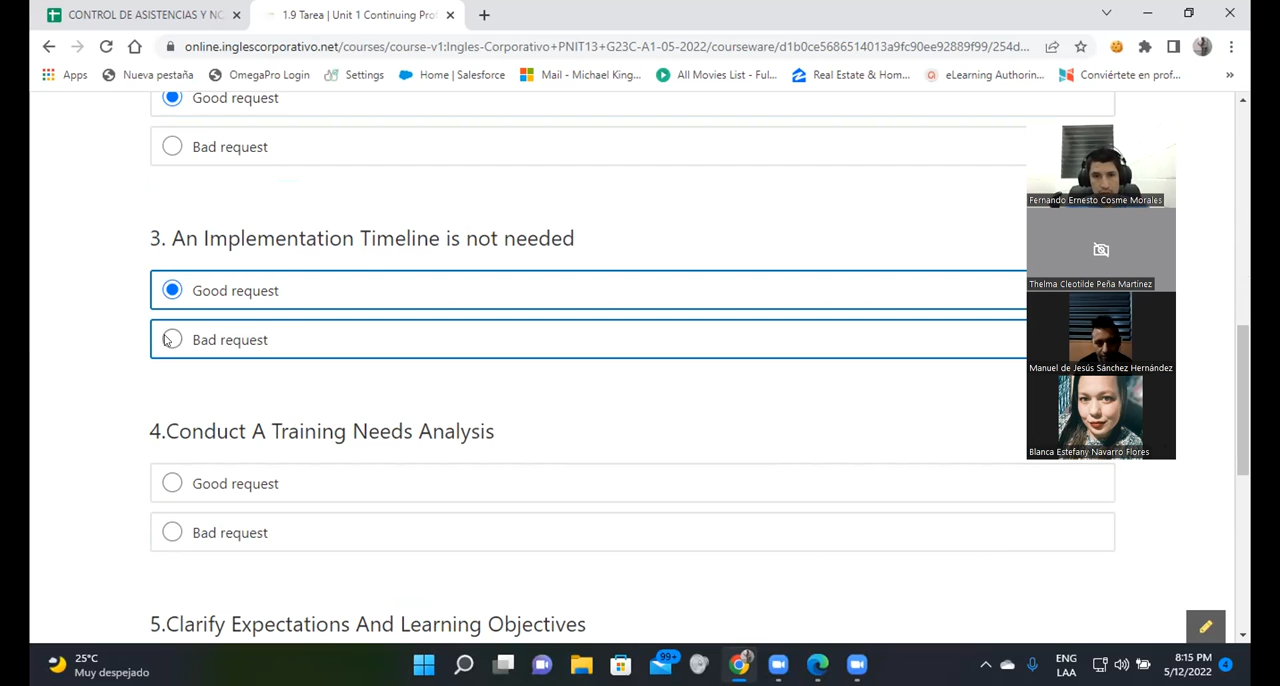 CONTROL DE ASISTENCIAS Y NO
1.9 Tarea | Unit 1 Continuing Prof
online.inglescorporativo.net/courses/course-v1:Ingles-Corporativo+PNIT13+G23C-A1-05-2022/courseware/d1b0ce5686514013a9fc90ee92889f99/254d...
Apps
Nueva pestaña
OmegaPro Login
Settings
Home | Salesforce
Mail - Michael King...
All Movies List - Ful...
Real Estate & Hom...
eLearning Authorin...
Conviértete en prof...
»
Good request
Bad request
Fernando Ernesto Cosme Morales
3. An Implementation Timeline is not needed
Good request
Thelma Cleotilde Peña Martinez
Bad request
Manuel de Jesús Sánchez Hernández
4.Conduct A Training Needs Analysis
Blanca Estefany Navarro Flores
Good request
Bad request
5.Clarify Expectations And Learning Objectives
25°C
Muy despejado
99+
ENG
LAA
8:15 PM
5/12/2022
4